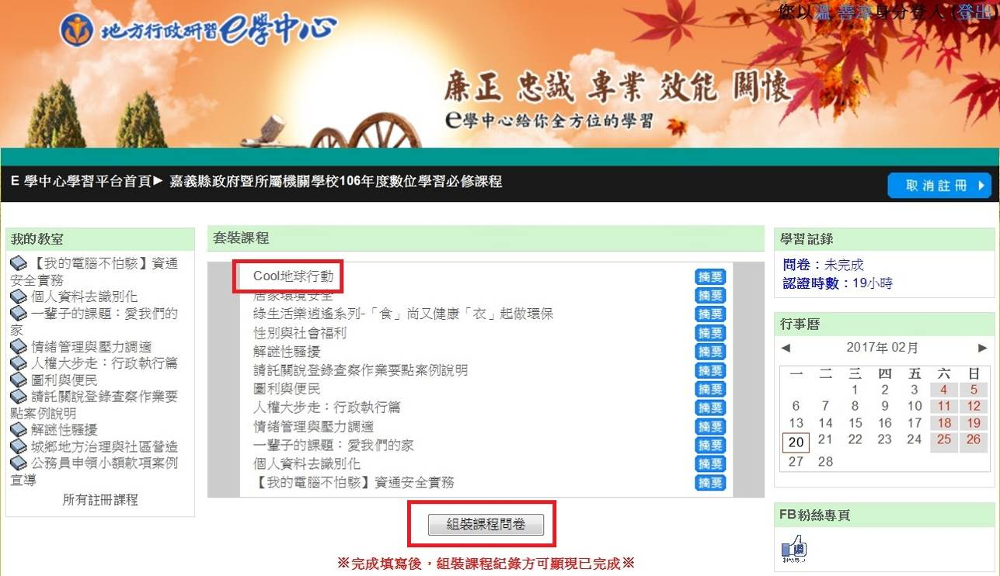 您以溫 善淳身分登入 (登出)
地方行政研習e學中心
廉正 忠誠 專業 效能 關懷
e學中心給你全方位的學習
E 學中心學習平台首頁► 嘉義縣政府暨所屬機關學校106年度數位學習必修課程
取消註冊
我的教室
【我的電腦不怕駭】資通
安全實務
個人資料去識別化
一輩子的課題：愛我們的
家
情緒管理與壓力調適
人權大步走：行政執行篇
圖利與便民
請託關說登錄查察作業要
點案例說明
解謎性騷擾
城鄉地方治理與社區營造
公務員申領小額款項案例
宣導
所有註冊課程
套裝課程
Cool地球行動 摘要
居家環境安全 摘要
綠生活樂逍遙系列-「食」尚又健康「衣」起做環保 摘要
性別與社會福利 摘要
解謎性騷擾 摘要
請託關說登錄查察作業要點案例說明 摘要
圖利與便民 摘要
人權大步走：行政執行篇 摘要
情緒管理與壓力調適 摘要
一輩子的課題：愛我們的家 摘要
個人資料去識別化 摘要
【我的電腦不怕駭】資通安全實務 摘要
組裝課程問卷
※完成填寫後，組裝課程紀錄方可顯現已完成※
學習記錄
問卷：未完成
認證時數：19小時
行事曆
◄ 2017年 02月 ►
一 二 三 四 五 六 日
1 2 3 4 5
6 7 8 9 10 11 12
13 14 15 16 17 18 19
20 21 22 23 24 25 26
27 28
FB粉絲專頁